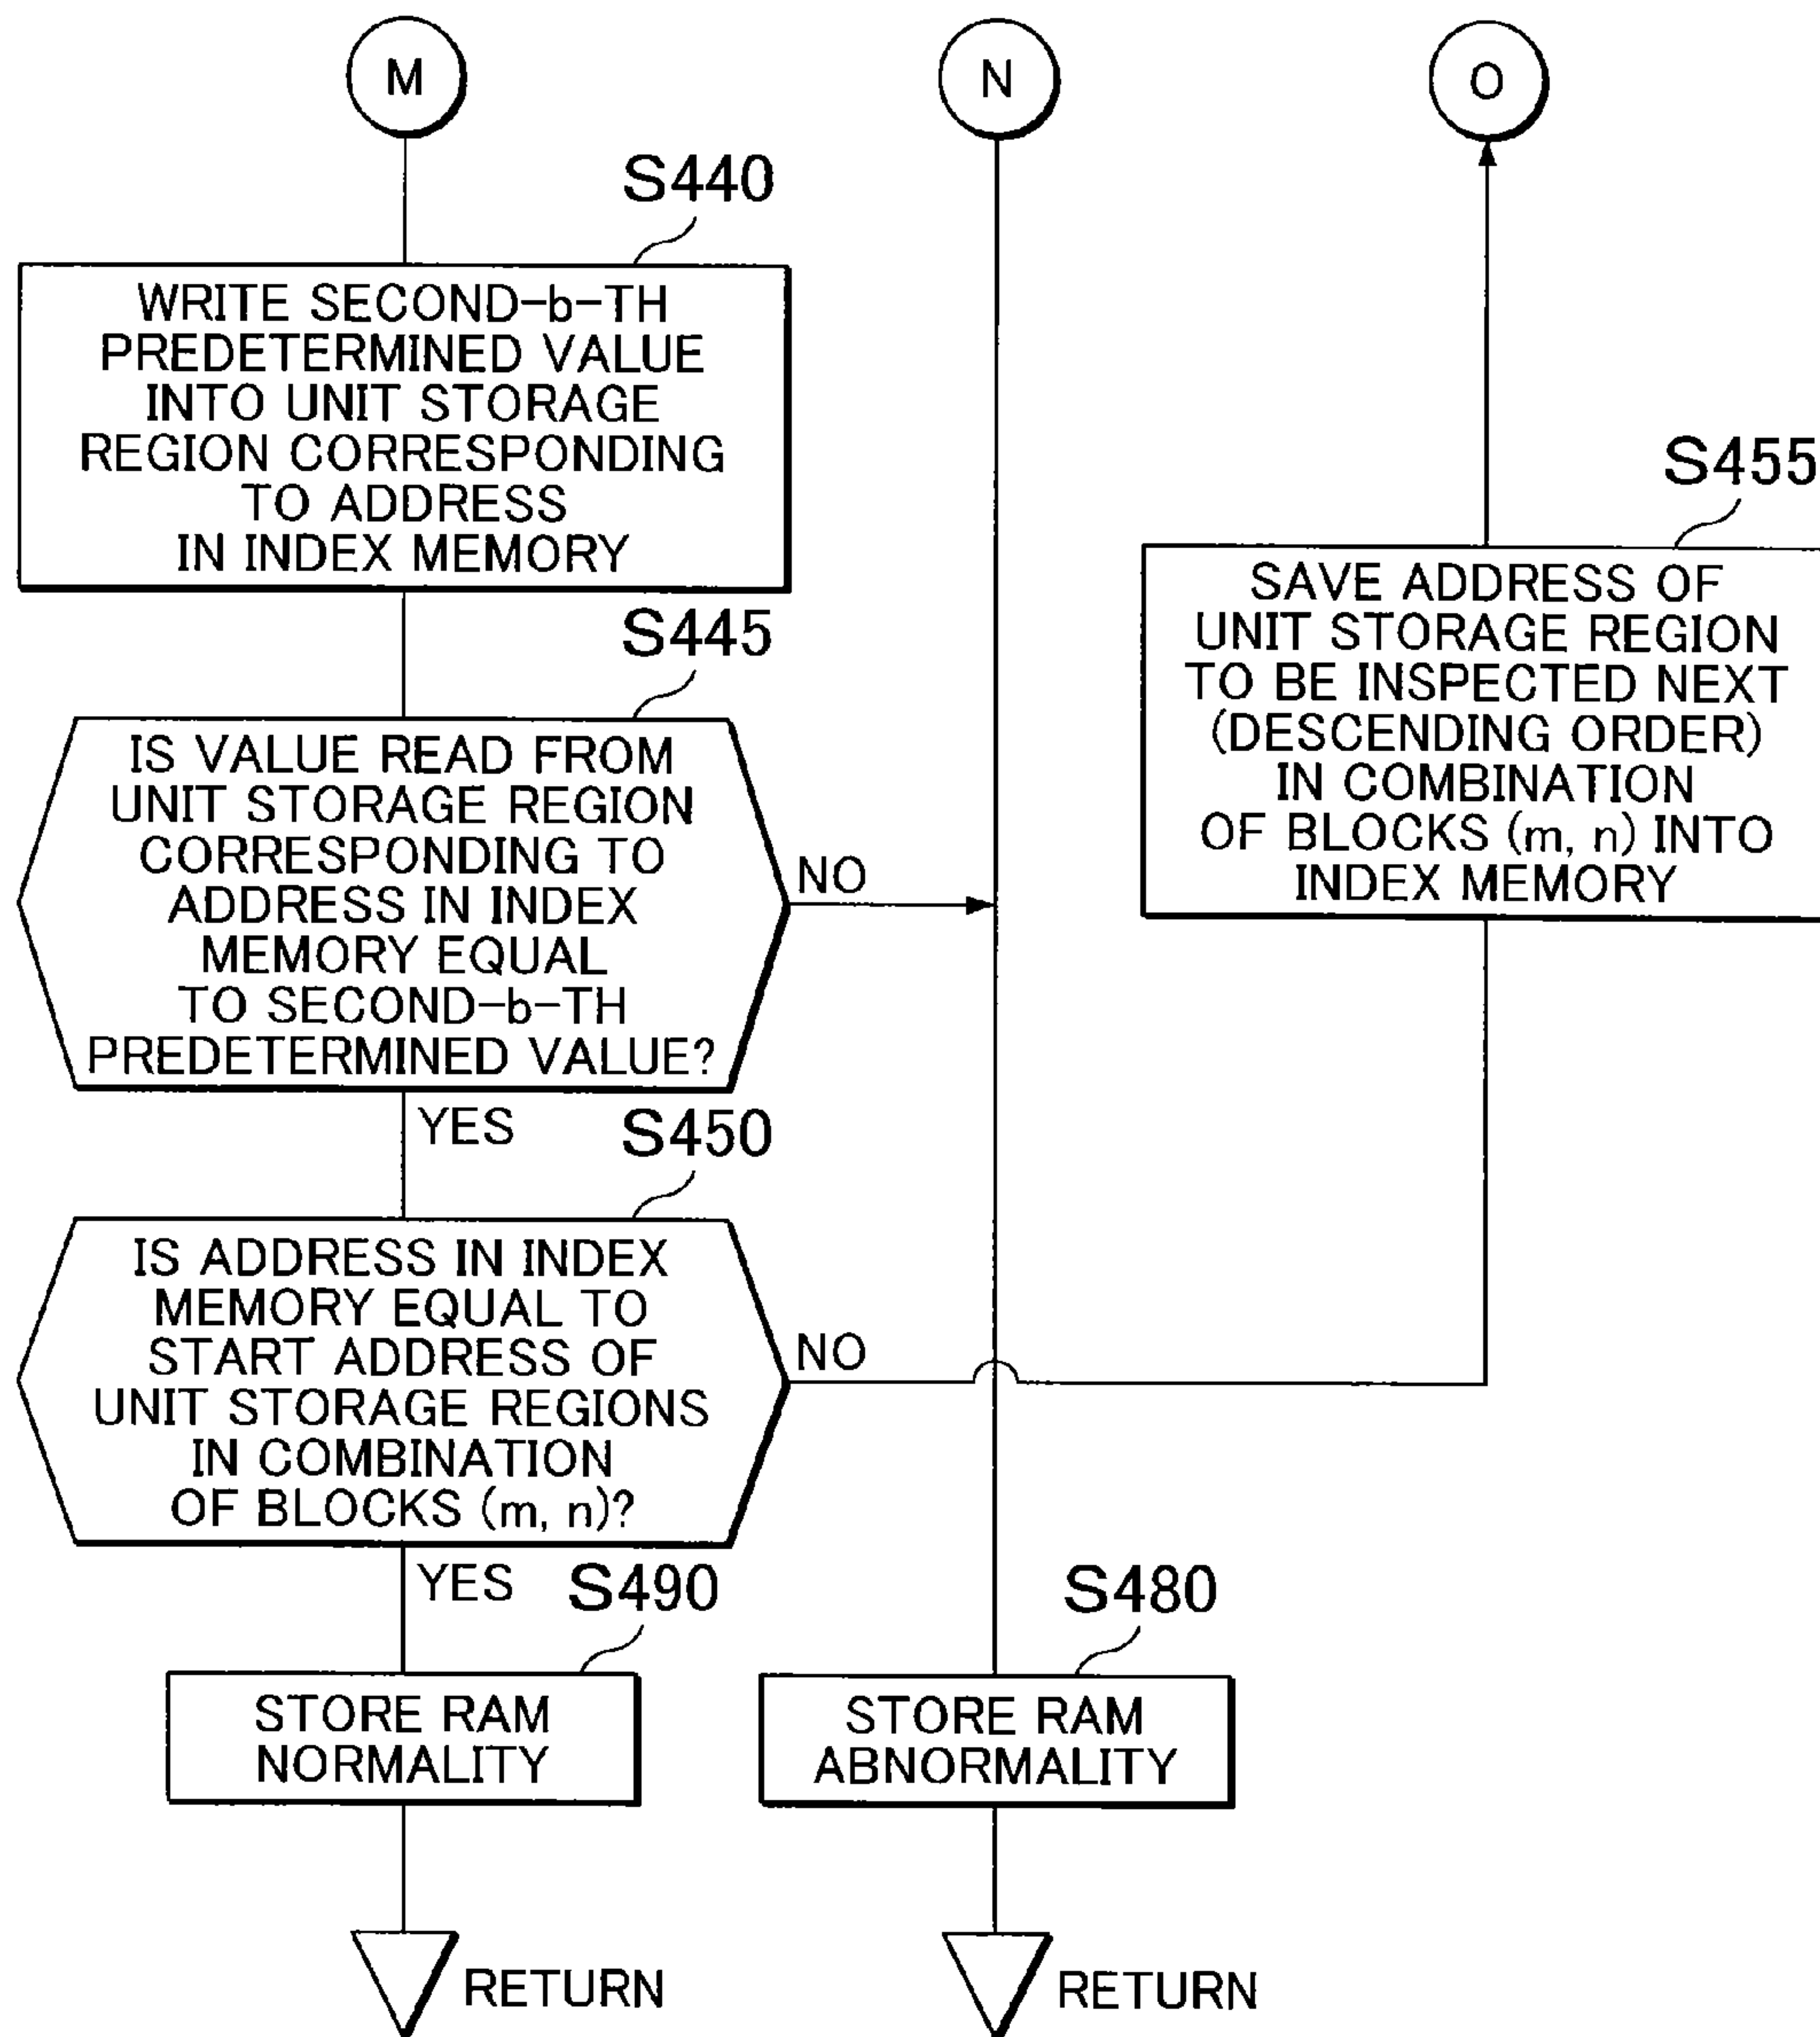 M
N
O
S440
WRITE SECOND-b-TH
PREDETERMINED VALUE
INTO UNIT STORAGE
REGION CORRESPONDING
TO ADDRESS
IN INDEX MEMORY
S455
SAVE ADDRESS OF
UNIT STORAGE REGION
TO BE INSPECTED NEXT
(DESCENDING ORDER)
IN COMBINATION
OF BLOCKS (m, n) INTO
INDEX MEMORY
S445
IS VALUE READ FROM
UNIT STORAGE REGION
CORRESPONDING TO
ADDRESS IN INDEX
MEMORY EQUAL
TO SECOND-b-TH
PREDETERMINED VALUE?
NO
YES
S450
IS ADDRESS IN INDEX
MEMORY EQUAL TO
START ADDRESS OF
UNIT STORAGE REGIONS
IN COMBINATION
OF BLOCKS (m, n)?
NO
YES
S490
STORE RAM
NORMALITY
S480
STORE RAM
ABNORMALITY
RETURN
RETURN